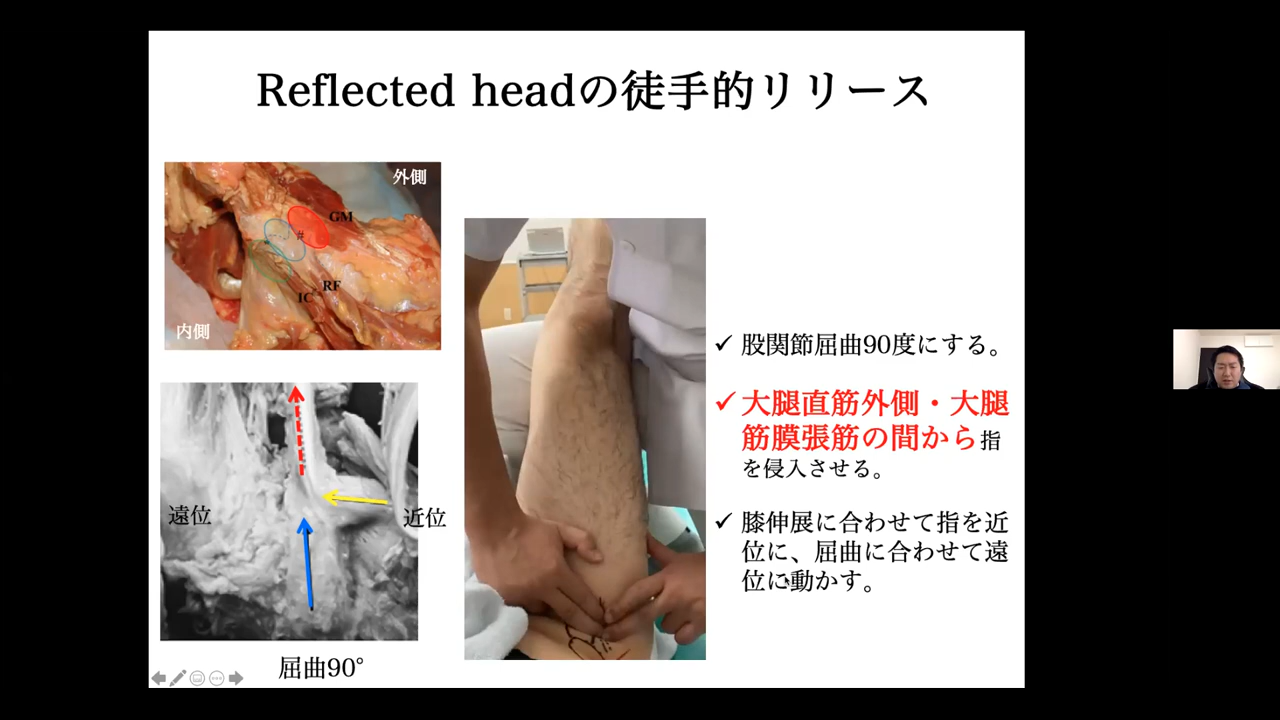 Reflected headの徒手的リリース
外側
GM
#
RF
IC
内側
遠位
近位
屈曲90°
✓ 股関節屈曲90度にする。
✓ 大腿直筋外側・大腿
筋膜張筋の間から指
を侵入させる。
✓ 膝伸展に合わせて指を近
位に、屈曲に合わせて遠
位に動かす。